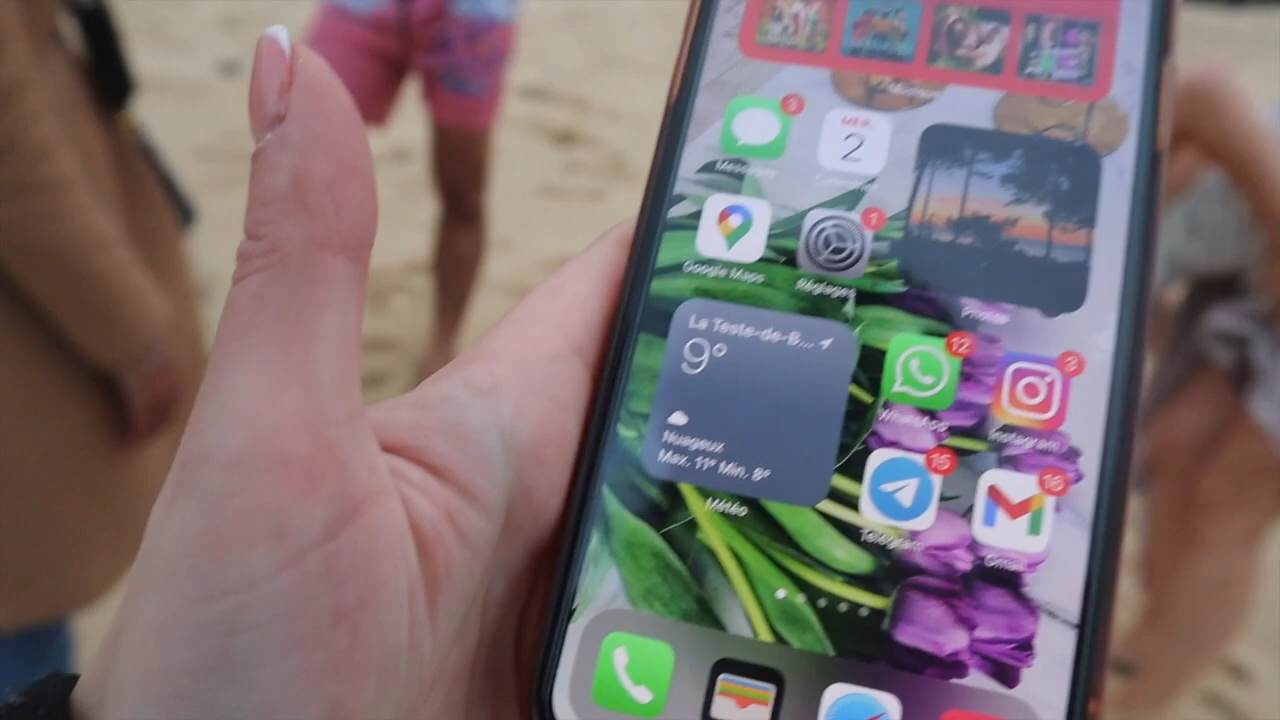 3
MER.
2
Messages
1
Google Maps
Réglages
Photos
La Teste-de-B...
9°
Nuageux
Max. 11° Min. 8°
Météo
12
3
WhatsApp
Instagram
15
16
Telegram
Gmail